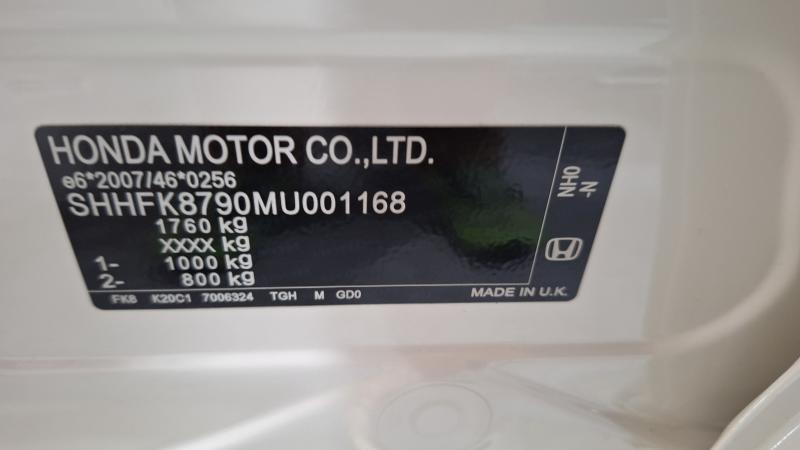 HONDA MOTOR CO.,LTD.
e6*2007/46*0256
SHHFK8790MU001168
1760 kg
XXXX kg
1- 1000 kg
2- 800 kg
FK8 K20C1 7006324 TGH M GD0
MADE IN U.K.
NH0
-N